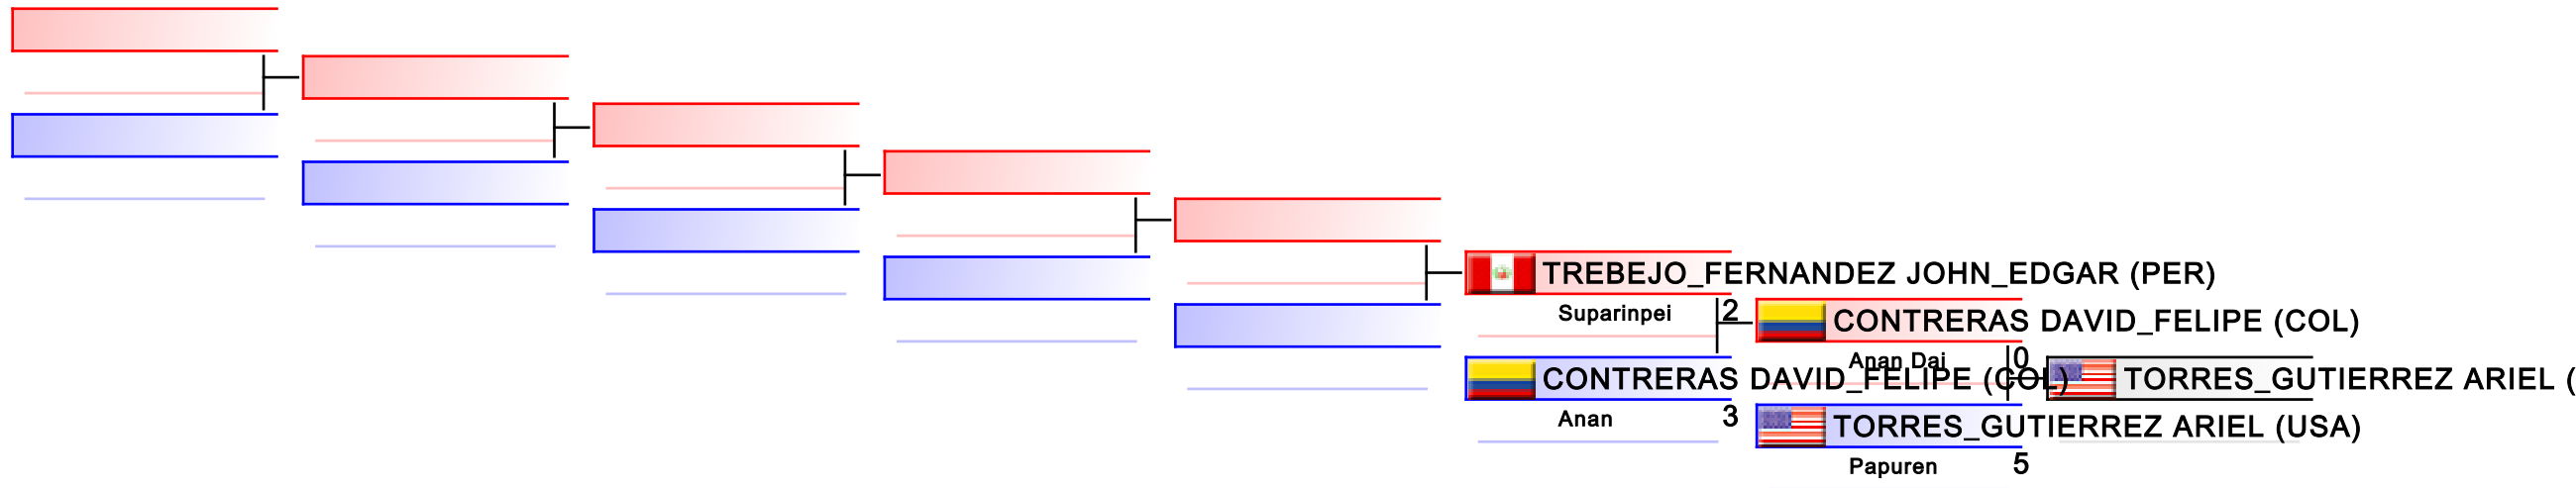 TREBEJO_FERNANDEZ JOHN_EDGAR (PER)
Suparinpei 2
CONTRERAS DAVID_FELIPE (COL)
Anan 3
CONTRERAS DAVID_FELIPE (COL)
Anan Dai 0
TORRES_GUTIERREZ ARIEL (USA)
Papuren 5
TORRES_GUTIERREZ ARIEL (